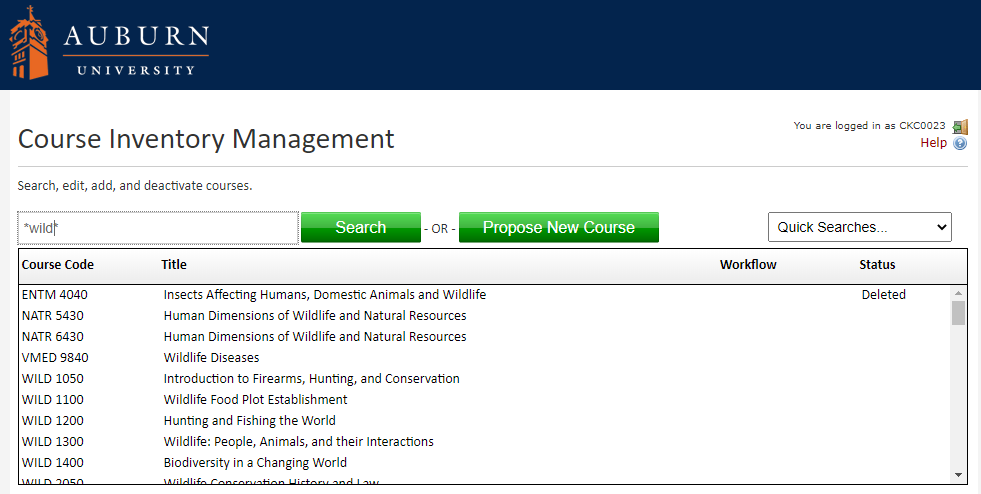 AUBURN
UNIVERSITY
Course Inventory Management
You are logged in as CKC0023
Help
Search, edit, add, and deactivate courses.
*wild* Search - OR - Propose New Course Quick Searches...
Course Code Title Workflow Status
ENTM 4040 Insects Affecting Humans, Domestic Animals and Wildlife Deleted
NATR 5430 Human Dimensions of Wildlife and Natural Resources
NATR 6430 Human Dimensions of Wildlife and Natural Resources
VMED 9840 Wildlife Diseases
WILD 1050 Introduction to Firearms, Hunting, and Conservation
WILD 1100 Wildlife Food Plot Establishment
WILD 1200 Hunting and Fishing the World
WILD 1300 Wildlife: People, Animals, and their Interactions
WILD 1400 Biodiversity in a Changing World
WILD 2050 Wildlife Conservation History and Law